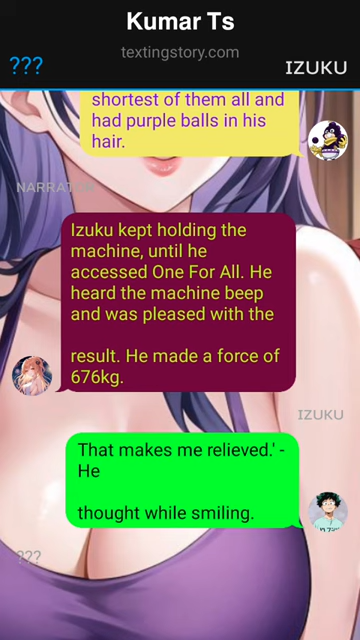 Kumar Ts
textingstory.com
???
IZUKU
shortest of them all and
had purple balls in his
hair.
NARRATOR
Izuku kept holding the
machine, until he
accessed One For All. He
heard the machine beep
and was pleased with the
result. He made a force of
676kg.
IZUKU
That makes me relieved.' -
He
thought while smiling.
???